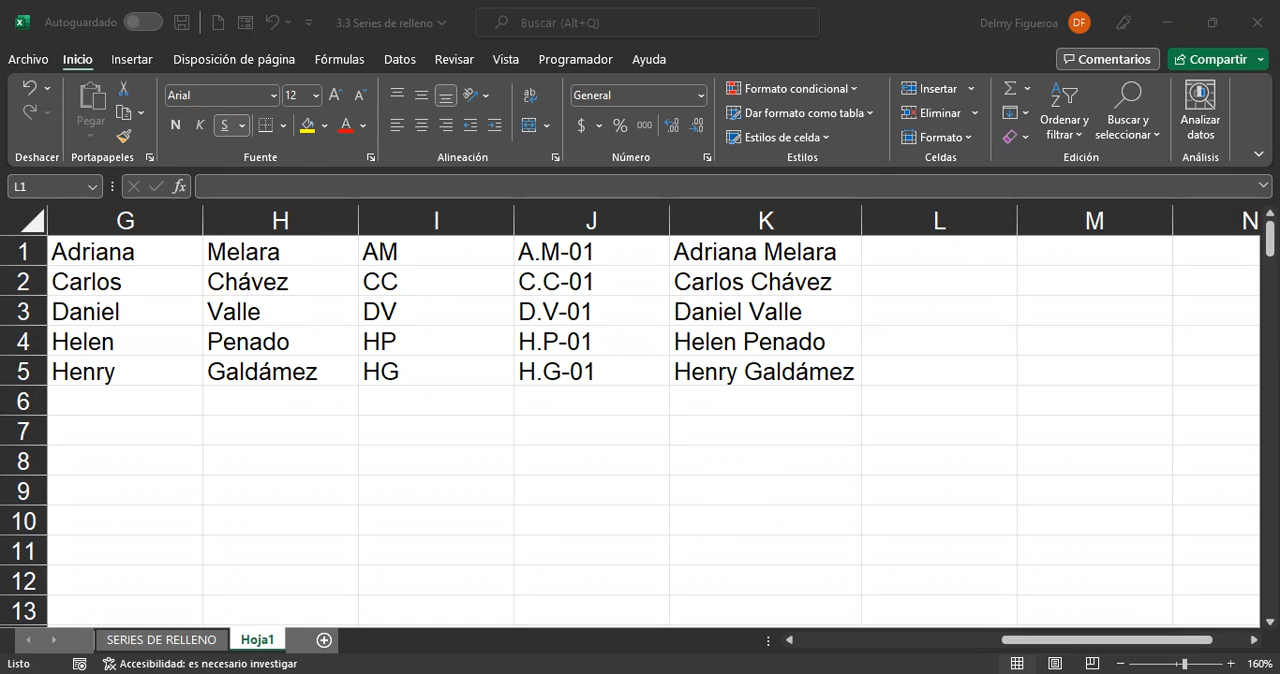 Autoguardado 3.3 Series de relleno Buscar (Alt+Q) Delmy Figueroa DF
Archivo Inicio Insertar Disposición de página Fórmulas Datos Revisar Vista Programador Ayuda Comentarios Compartir
Pegar Arial 12 General Formato condicional Insertar
N K S Dar formato como tabla Eliminar Ordenar y filtrar Buscar y seleccionar Analizar datos
$ % 000 Estilos de celda Formato
Deshacer Portapapeles Fuente Alineación Número Estilos Celdas Edición Análisis
L1 fx
G H I J K L M N
1 Adriana Melara AM A.M-01 Adriana Melara
2 Carlos Chávez CC C.C-01 Carlos Chávez
3 Daniel Valle DV D.V-01 Daniel Valle
4 Helen Penado HP H.P-01 Helen Penado
5 Henry Galdámez HG H.G-01 Henry Galdámez
6
7
8
9
10
11
12
13
SERIES DE RELLENO Hoja1
Listo Accesibilidad: es necesario investigar 160%